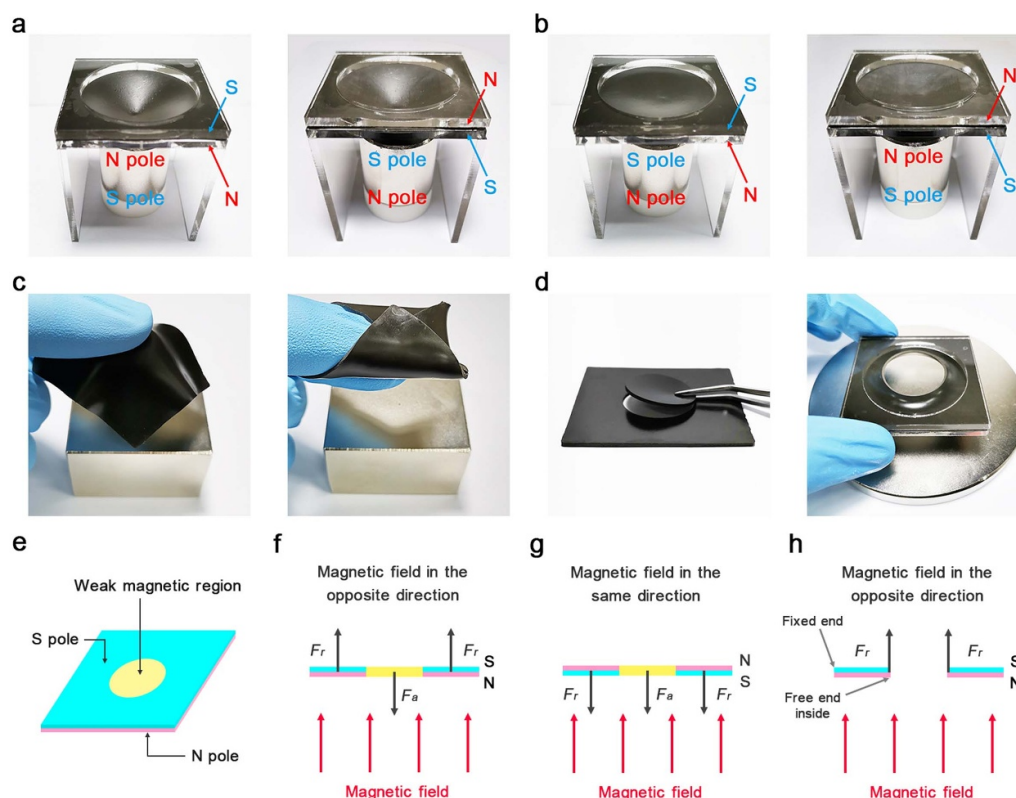 a
b
S
N
N pole
S pole
N
S
S pole
N pole
S
N
S pole
N pole
N
S
N pole
S pole
c
d
e
Weak magnetic region
S pole
N pole
f
Magnetic field in the
opposite direction
Fr
Fr
S
N
Fa
Magnetic field
g
Magnetic field in the
same direction
N
S
Fr
Fa
Fr
Magnetic field
h
Magnetic field in the
opposite direction
Fixed end
Fr
Fr
S
N
Free end
inside
Magnetic field